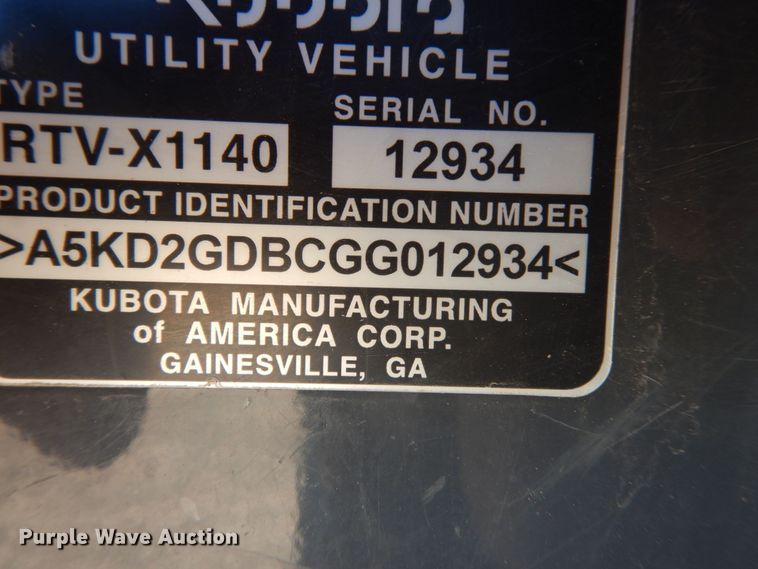 Kubota
UTILITY VEHICLE
TYPE
SERIAL NO.
RTV-X1140
12934
PRODUCT IDENTIFICATION NUMBER
>A5KD2GDBCGG012934<
KUBOTA MANUFACTURING
of AMERICA CORP.
GAINESVILLE, GA
Purple Wave Auction